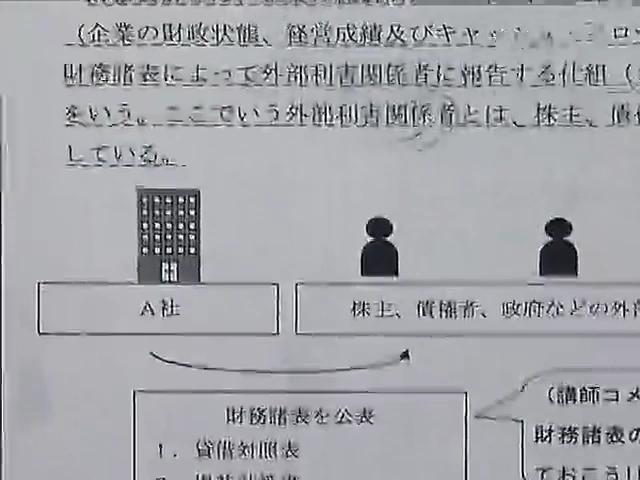 （企業の財政状態、経営成績及びキャッ
財務諸表によって外部利害関係者に報告する仕組（
をいう。ここでいう外部利害関係者とは、株主、債
している。
A社
株主、債権者、政府などの外
財務諸表を公表
1．貸借対照表
（講師コメ
財務諸表の
ておこう！